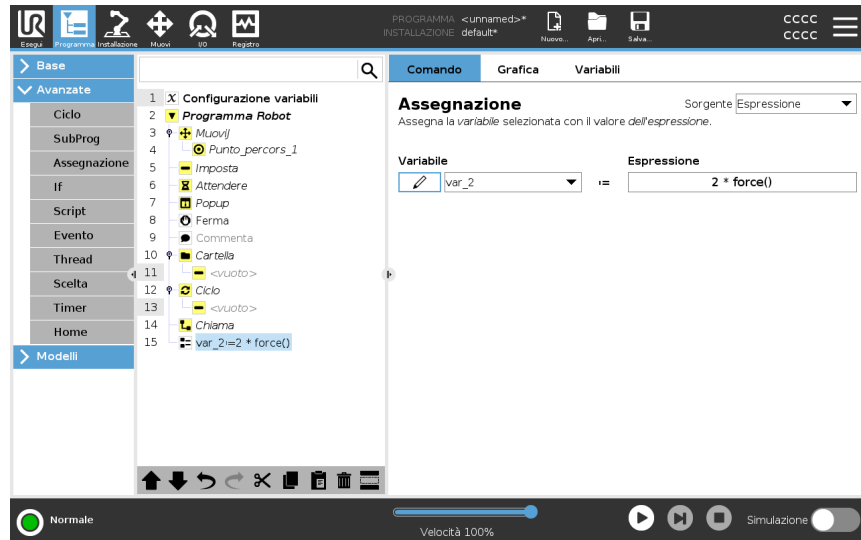 PROGRAMMA <unnamed>*
INSTALLAZIONE default*
Esegui Programma Installazione Muovi I/O Registro
Nuovo... Apri... Salva...
CCCC
CCCC
Base
Avanzate
Ciclo
SubProg
Assegnazione
If
Script
Evento
Thread
Scelta
Timer
Home
Modelli
1 X Configurazione variabili
2 Programma Robot
3 MuoviJ
4 Punto_percors_1
5 Imposta
6 Attendere
7 Popup
8 Ferma
9 Commenta
10 Cartella
11 <vuoto>
12 Ciclo
13 <vuoto>
14 Chiama
15 var_2:=2 * force()
Comando Grafica Variabili
Assegnazione
Sorgente Espressione
Assegna la variabile selezionata con il valore dell'espressione.
Variabile Espressione
var_2 := 2 * force()
Normale
Velocità 100%
Simulazione